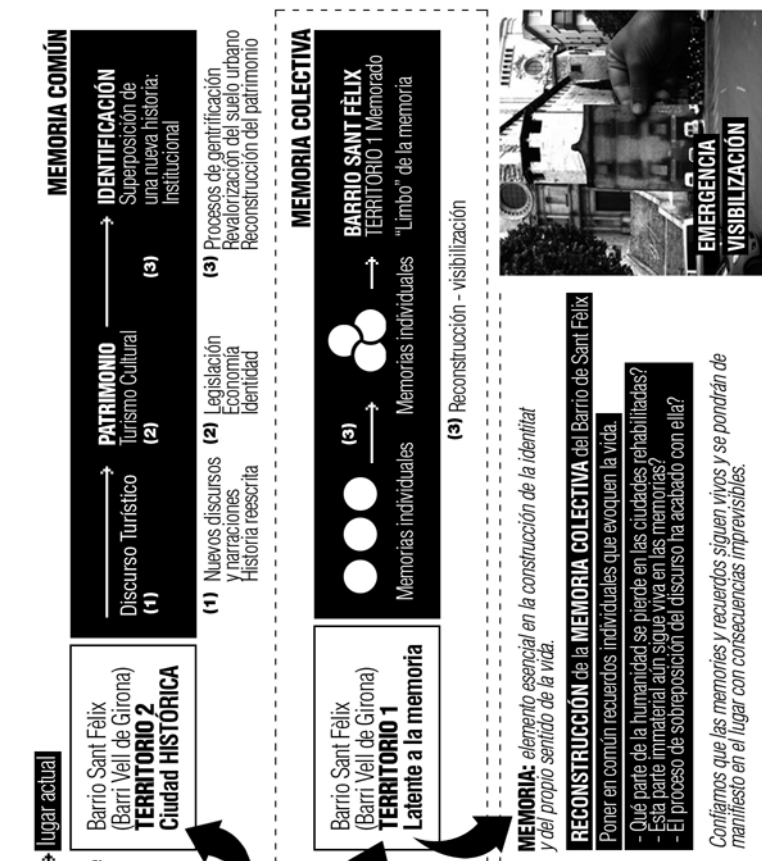 lugar actual
MEMORIA COMÚN
Barrio Sant Fèlix
(Barri Vell de Girona)
TERRITORIO 2
Ciudad HISTÓRICA
Discurso Turístico
(1)
PATRIMONIO
Turismo Cultural
(2)
(3)
IDENTIFICACIÓN
Superposición de
una nueva historia:
Institucional
(1) Nuevos discursos
y narraciones
Historia reescrita
(2) Legislación
Economía
Identidad
(3) Procesos de gentrificación
Revalorización del suelo urbano
Reconstrucción del patrimonio
MEMORIA COLECTIVA
Barrio Sant Fèlix
(Barri Vell de Girona)
TERRITORIO 1
Latente a la memoria
Memorias individuales
(3)
Memorias individuales
BARRIO SANT FÈLIX
TERRITORIO 1 Memorado
"Limbo" de la memoria
(3) Reconstrucción - visibilización
MEMORIA: elemento esencial en la construcción de la identitat
y del propio sentido de la vida.
RECONSTRUCCIÓN de la MEMORIA COLECTIVA del Barrio de Sant Fèlix
Poner en común recuerdos individuales que evoquen la vida.
- Qué parte de la humanidad se pierde en las ciudades rehabilitadas?
- Esta parte immaterial aún sigue viva en las memorias?
- El proceso de sobreposición del discurso ha acabado con ella?
Confiamos que las memories y recuerdos siguen vivos y se pondrán de
manifiesto en el lugar con consecuencias imprevisibles.
EMERGENCIA
VISIBILIZACIÓN